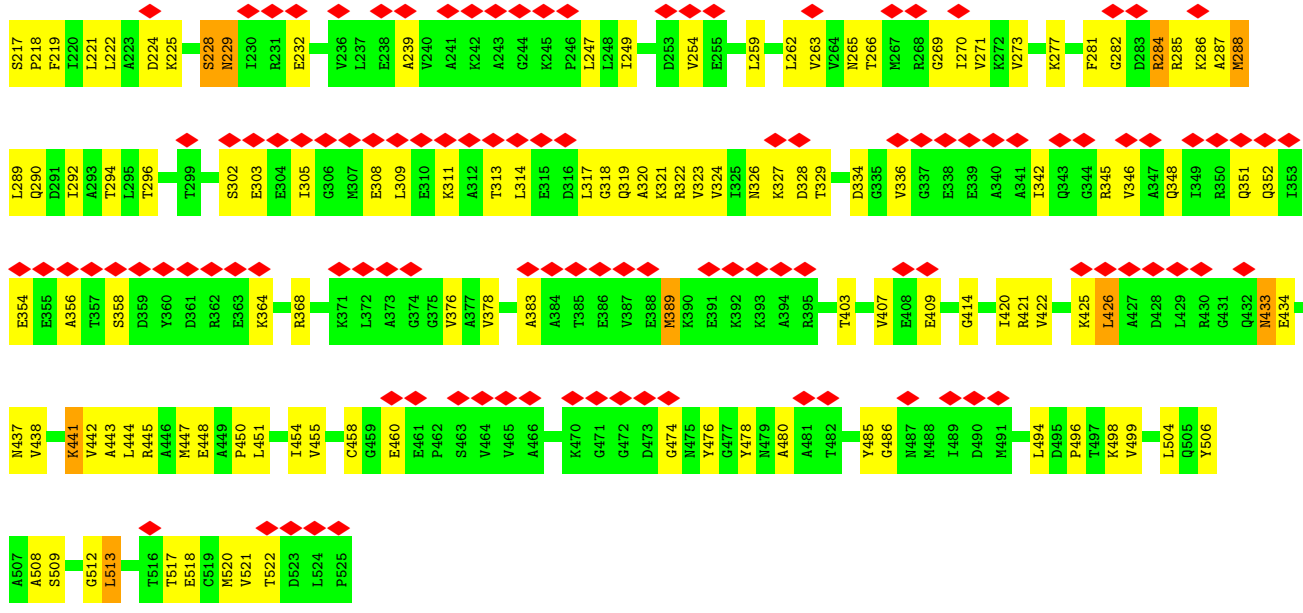 S217 P218 F219 I220 L221 L222 A223 D224 K225 S228 N229 I230 R231 E232 V236 L237 E238 A239 V240 A241 K242 A243 G244 K245 P246 L247 L248 I249 D253 V254 E255 L259 L262 V263 V264 N265 T266 M267 R268 G269 I270 V271 K272 V273 K277 F281 G282 D283 R284 R285 K286 A287 M288
L289 Q290 D291 I292 A293 T294 L295 T296 T299 S302 E303 E304 I305 G306 M307 E308 L309 E310 K311 A312 T313 L314 E315 D316 L317 G318 Q319 A320 K321 R322 V323 V324 I325 N326 K327 D328 T329 D334 G335 V336 G337 E338 E339 A340 A341 I342 Q343 G344 R345 V346 A347 Q348 I349 R350 Q351 Q352 I353
E354 E355 A356 T357 S358 D359 Y360 D361 R362 E363 K364 R368 K371 L372 A373 G374 G375 V376 A377 V378 A383 A384 T385 E386 V387 E388 M389 K390 E391 K392 K393 A394 R395 T403 V407 E408 E409 G414 I420 R421 V422 K425 L426 A427 D428 L429 R430 G431 Q432 N433 E434
N437 V438 K441 V442 A443 L444 R445 A446 M447 E448 A449 P450 L451 I454 V455 C458 G459 E460 E461 P462 S463 V464 V465 A466 K470 G471 G472 D473 G474 N475 Y476 G477 Y478 N479 A480 A481 T482 Y485 G486 N487 M488 I489 D490 M491 L494 D495 P496 T497 K498 V499 L504 Q505 Y506
A507 A508 S509 G512 L513 T516 T517 E518 C519 M520 V521 T522 D523 L524 P525